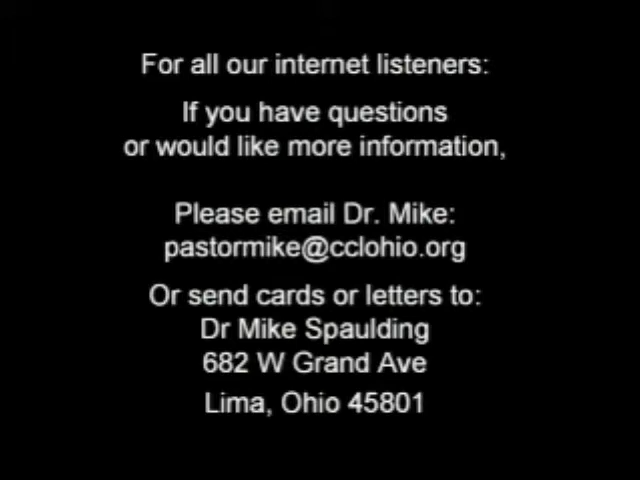 For all our internet listeners:
If you have questions
or would like more information,
Please email Dr. Mike:
pastormike@cclohio.org
Or send cards or letters to:
Dr Mike Spaulding
682 W Grand Ave
Lima, Ohio 45801